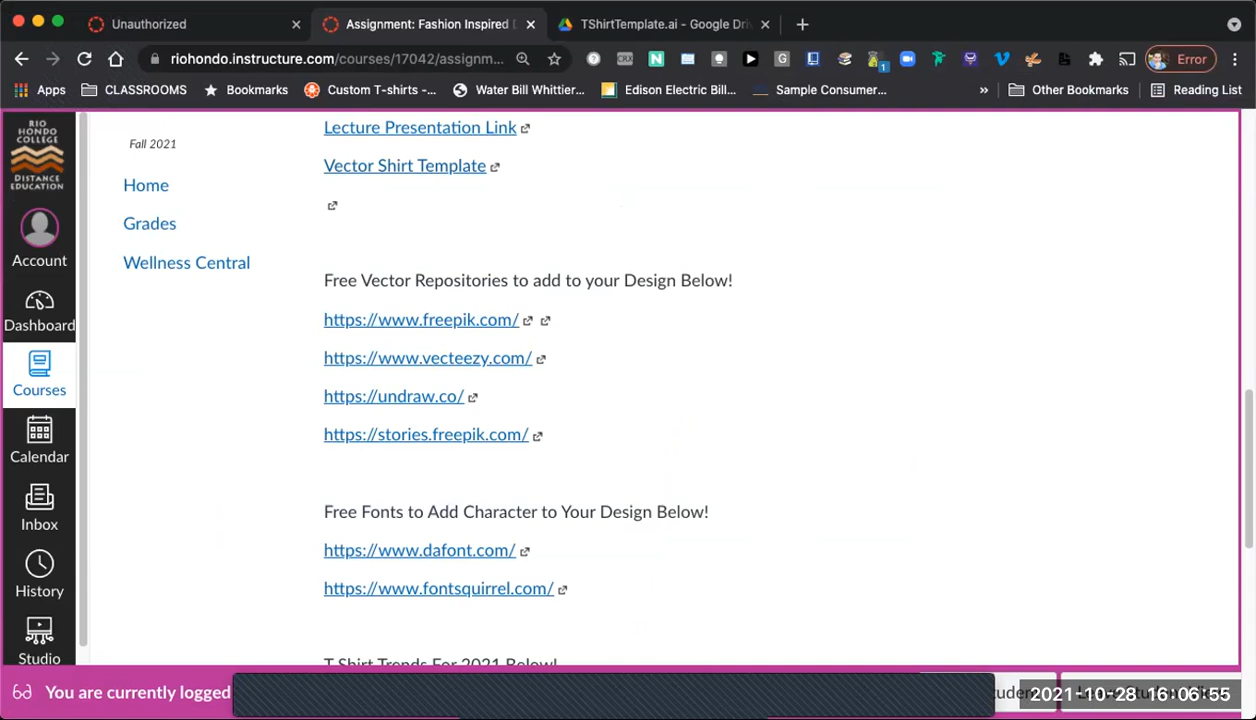 Unauthorized
Assignment: Fashion Inspired
TShirtTemplate.ai - Google Dri
riohondo.instructure.com/courses/17042/assignm...
Error
Apps
CLASSROOMS
Bookmarks
Custom T-shirts -...
Water Bill Whittier...
Edison Electric Bill...
Sample Consumer...
»
Other Bookmarks
Reading List
RIO
HONDO
COLLEGE
DISTANCE
EDUCATION
Account
Dashboard
Courses
Calendar
Inbox
History
Studio
Fall 2021
Home
Grades
Wellness Central
Lecture Presentation Link
Vector Shirt Template
Free Vector Repositories to add to your Design Below!
https://www.freepik.com/
https://www.vecteezy.com/
https://undraw.co/
https://stories.freepik.com/
Free Fonts to Add Character to Your Design Below!
https://www.dafont.com/
https://www.fontsquirrel.com/
T Shirt Trends For 2021 Below!
You are currently logged
2021-10-28 16:06:55